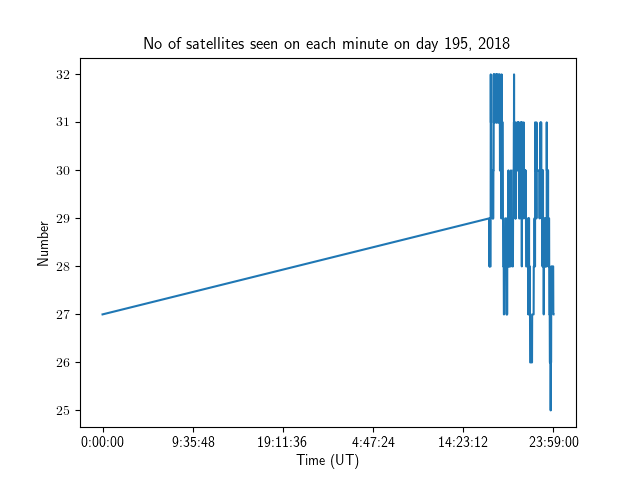 No of satellites seen on each minute on day 195, 2018
32
31
30
29
28
27
26
25
Number
0:00:00 9:35:48 19:11:36 4:47:24 14:23:12 23:59:00
Time (UT)